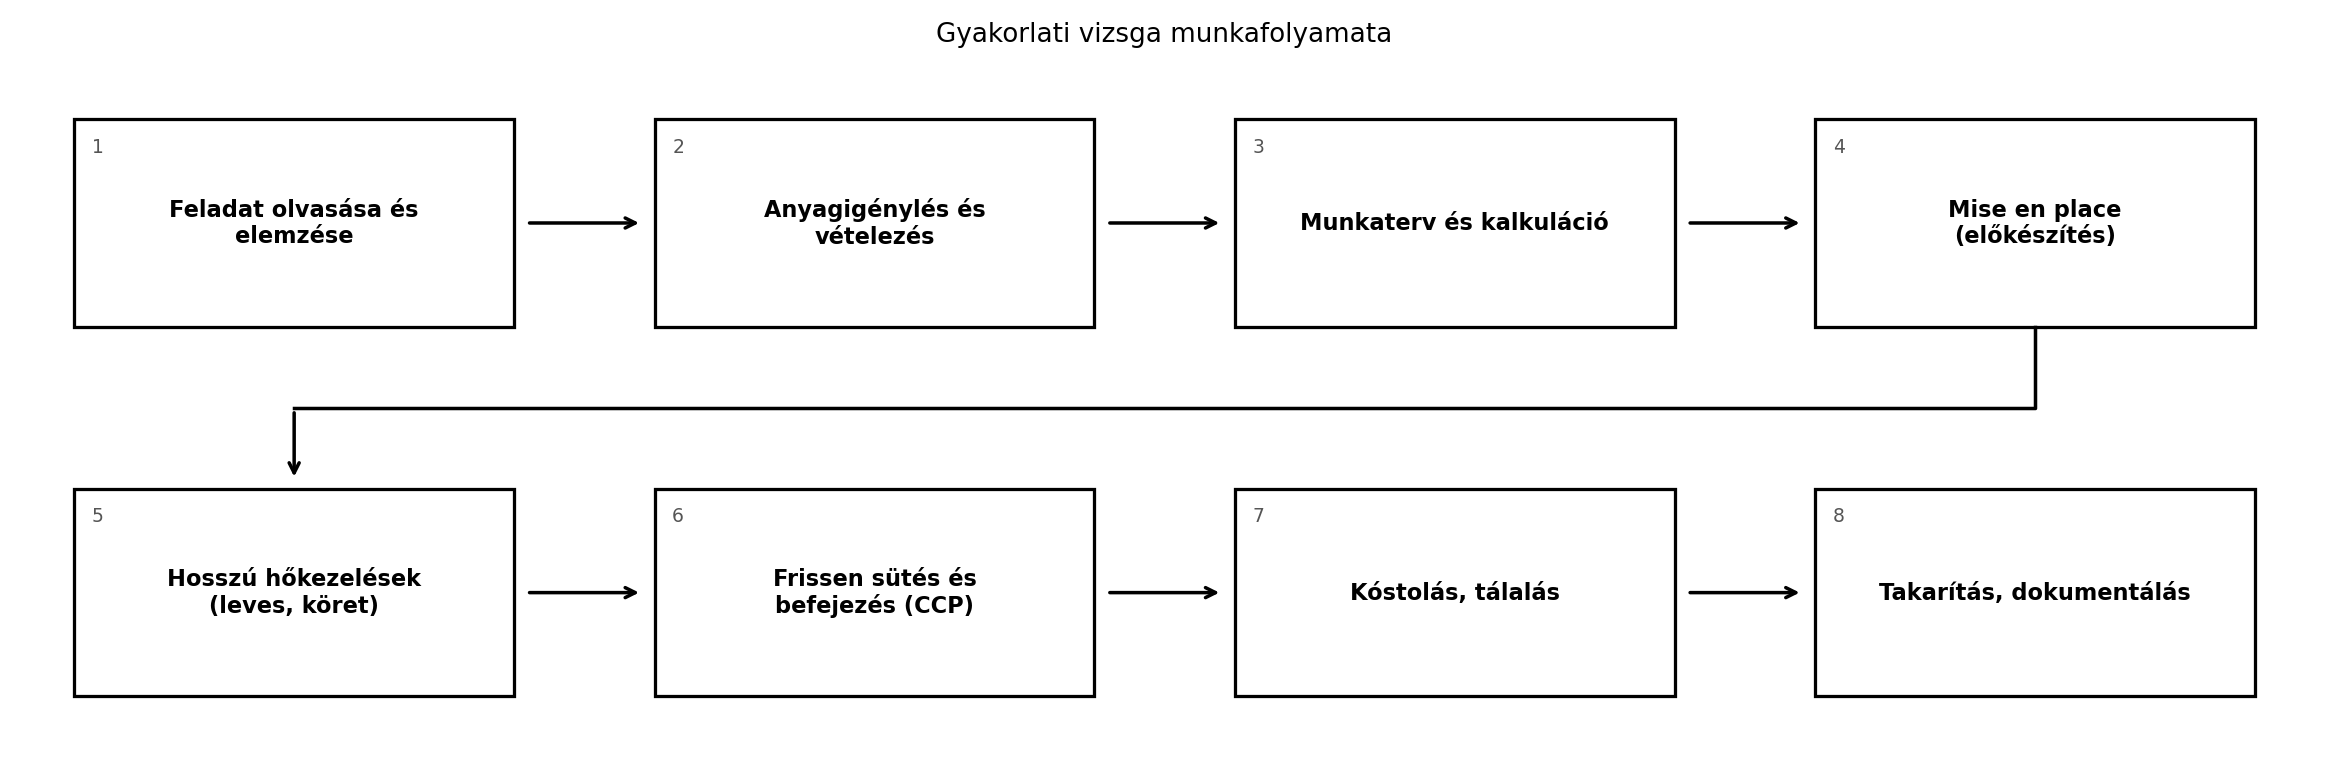 Gyakorlati vizsga munkafolyamata
1
Feladat olvasása és
elemzése
2
Anyagigénylés és
vételezés
3
Munkaterv és kalkuláció
4
Mise en place
(előkészítés)
5
Hosszú hőkezelések
(leves, köret)
6
Frissen sütés és
befejezés (CCP)
7
Kóstolás, tálalás
8
Takarítás, dokumentálás